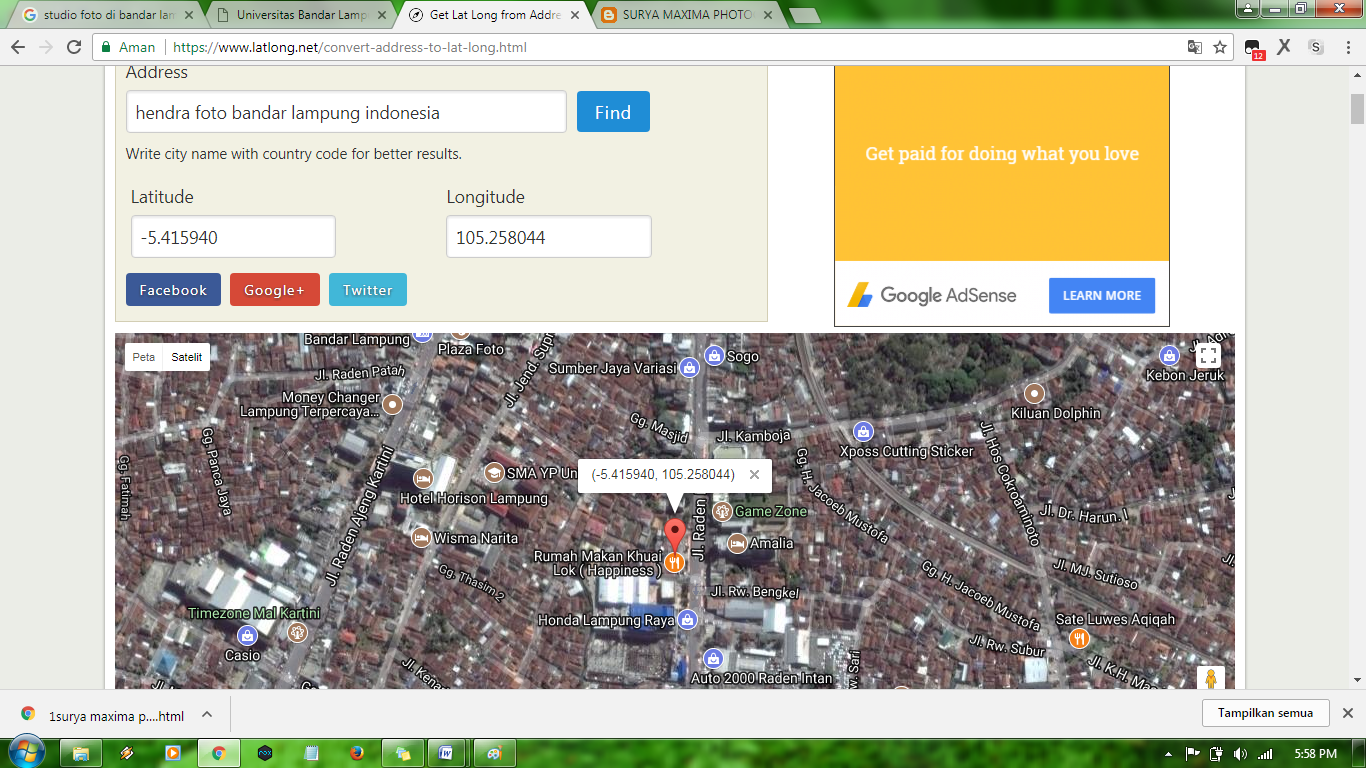 studio foto di bandar lam
Universitas Bandar Lamp
Get Lat Long from Addre
SURYA MAXIMA PHOTO
Aman
https://www.latlong.net/convert-address-to-lat-long.html
12
Address
hendra foto bandar lampung indonesia
Find
Write city name with country code for better results.
Latitude
Longitude
-5.415940
105.258044
Facebook
Google+
Twitter
Get paid for doing what you love
Google AdSense
LEARN MORE
Peta
Satelit
Bandar Lampung
Plaza Foto
Jl. Jend. Supr
Sumber Jaya Variasi
Sogo
Kebon Jeruk
Jl. Raden Patah
Money Changer
Lampung Terpercaya...
Kiluan Dolphin
Gg. Masjid
Jl. Kamboja
Xposs Cutting Sticker
Gg. Panca Jaya
Gg. Fatimah
Jl. Raden Ajeng Kartini
SMA YP Un
(-5.415940, 105.258044)
Hotel Horison Lampung
Gg. H. Jacoeb Mustofa
Jl. Hos Cokroaminoto
Jl. Dr. Harun. I
Jl. Raden
Game Zone
Wisma Narita
Amalia
Rumah Makan Khuai
Lok ( Happiness )
Gg. Thasim 2
Jl. Rw. Bengkel
Gg. H. Jacoeb Mustofa
Jl. MJ. Sutioso
Timezone Mal Kartini
Honda Lampung Raya
Sate Luwes Aqiqah
Casio
Jl. Rw. Subur
Auto 2000 Raden Intan
1surya maxima p....html
Tampilkan semua
5:58 PM